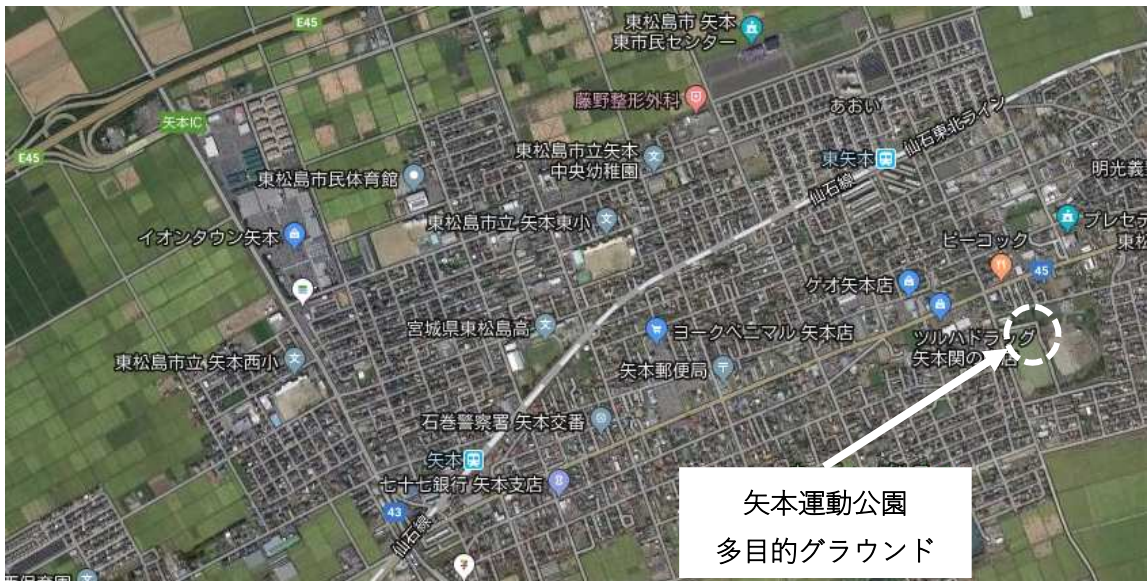 E45
東松島市 矢本
東市民センター
藤野整形外科
あおい
矢本IC
仙石東北ライン
E45
東松島市立矢本
中央幼稚園
東矢本
明光義
東松島市民体育館
仙石線
東松島市立 矢本東小
プレセデ
東松
イオンタウン矢本
ピーコック
45
ゲオ矢本店
宮城県東松島高
ヨークベニマル 矢本店
ツルハドラッグ
矢本関の
店
東松島市立 矢本西小
矢本郵便局
石巻警察署 矢本交番
矢本
七十七銀行 矢本支店
43
仙石線
矢本運動公園
多目的グラウンド